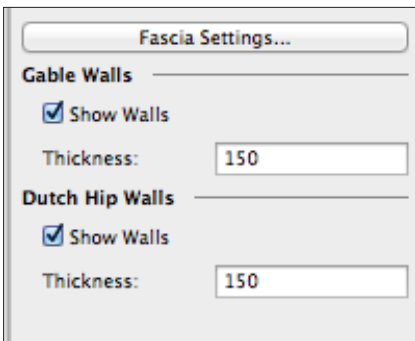 Fascia Settings...
Gable Walls
Show Walls
Thickness: 150
Dutch Hip Walls
Show Walls
Thickness: 150